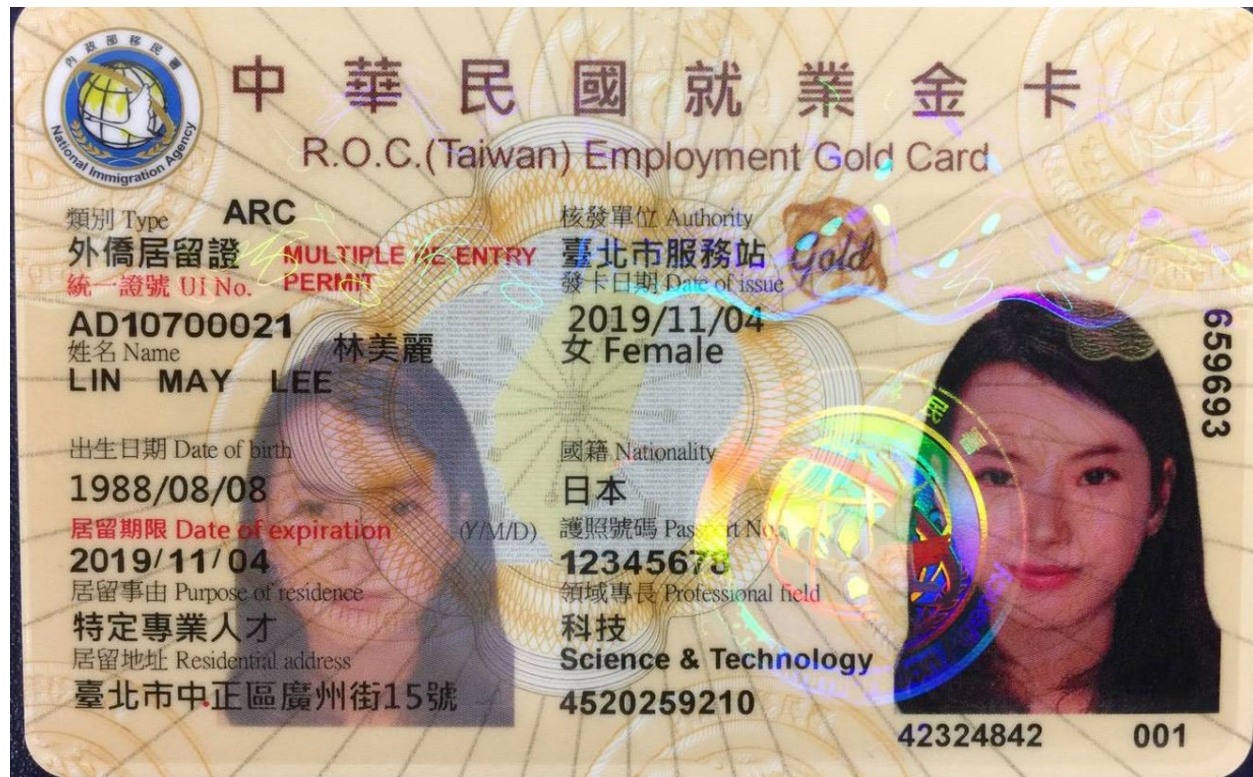 內政部移民署
National Immigration Agency
中華民國就業金卡
R.O.C.(Taiwan) Employment Gold Card
類別 Type ARC
外僑居留證 MULTIPLE RE-ENTRY PERMIT
統一證號 UI No.
AD10700021
姓名 Name 林美麗
LIN MAY LEE
核發單位 Authority
臺北市服務站
Gold
發卡日期 Date of issue
2019/11/04
女 Female
出生日期 Date of birth
1988/08/08
居留期限 Date of expiration (Y/M/D)
2019/11/04
居留事由 Purpose of residence
特定專業人才
居留地址 Residential address
臺北市中正區廣州街15號
國籍 Nationality
日本
護照號碼 Passport No.
12345678
領域專長 Professional field
科技
Science & Technology
4520259210
659693
42324842 001